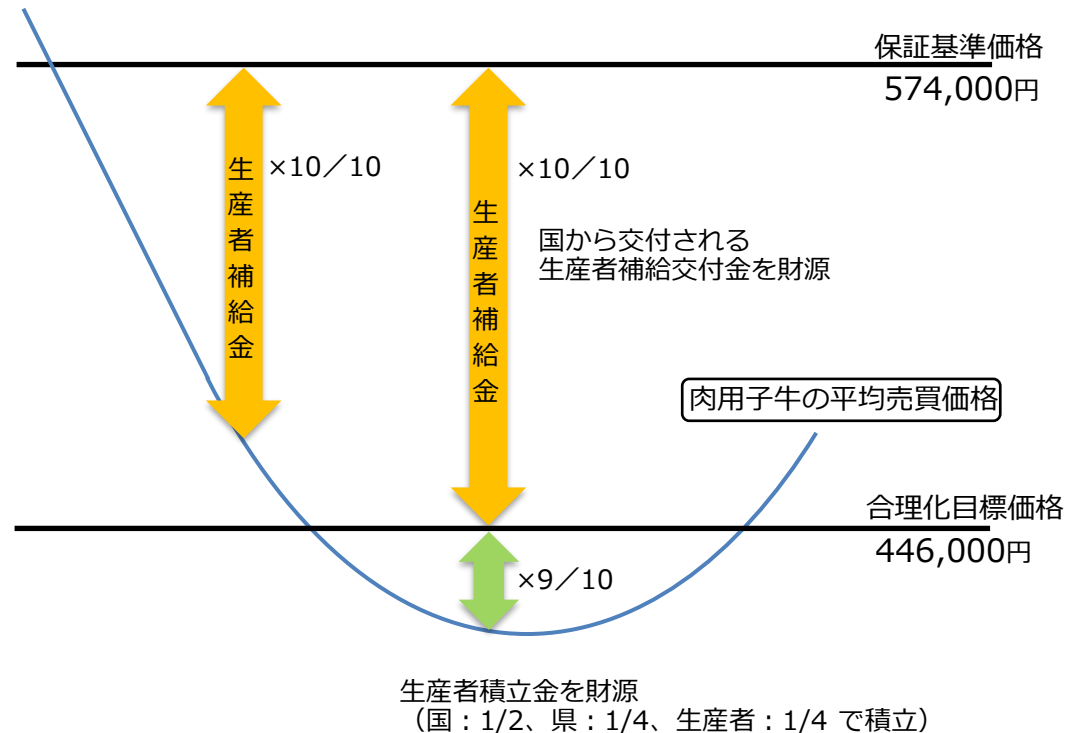 保証基準価格
574,000円
生産者補給金
×10／10
生産者補給金
×10／10
国から交付される
生産者補給交付金を財源
肉用子牛の平均売買価格
合理化目標価格
446,000円
×9／10
生産者積立金を財源
（国：1/2、県：1/4、生産者：1/4 で積立）